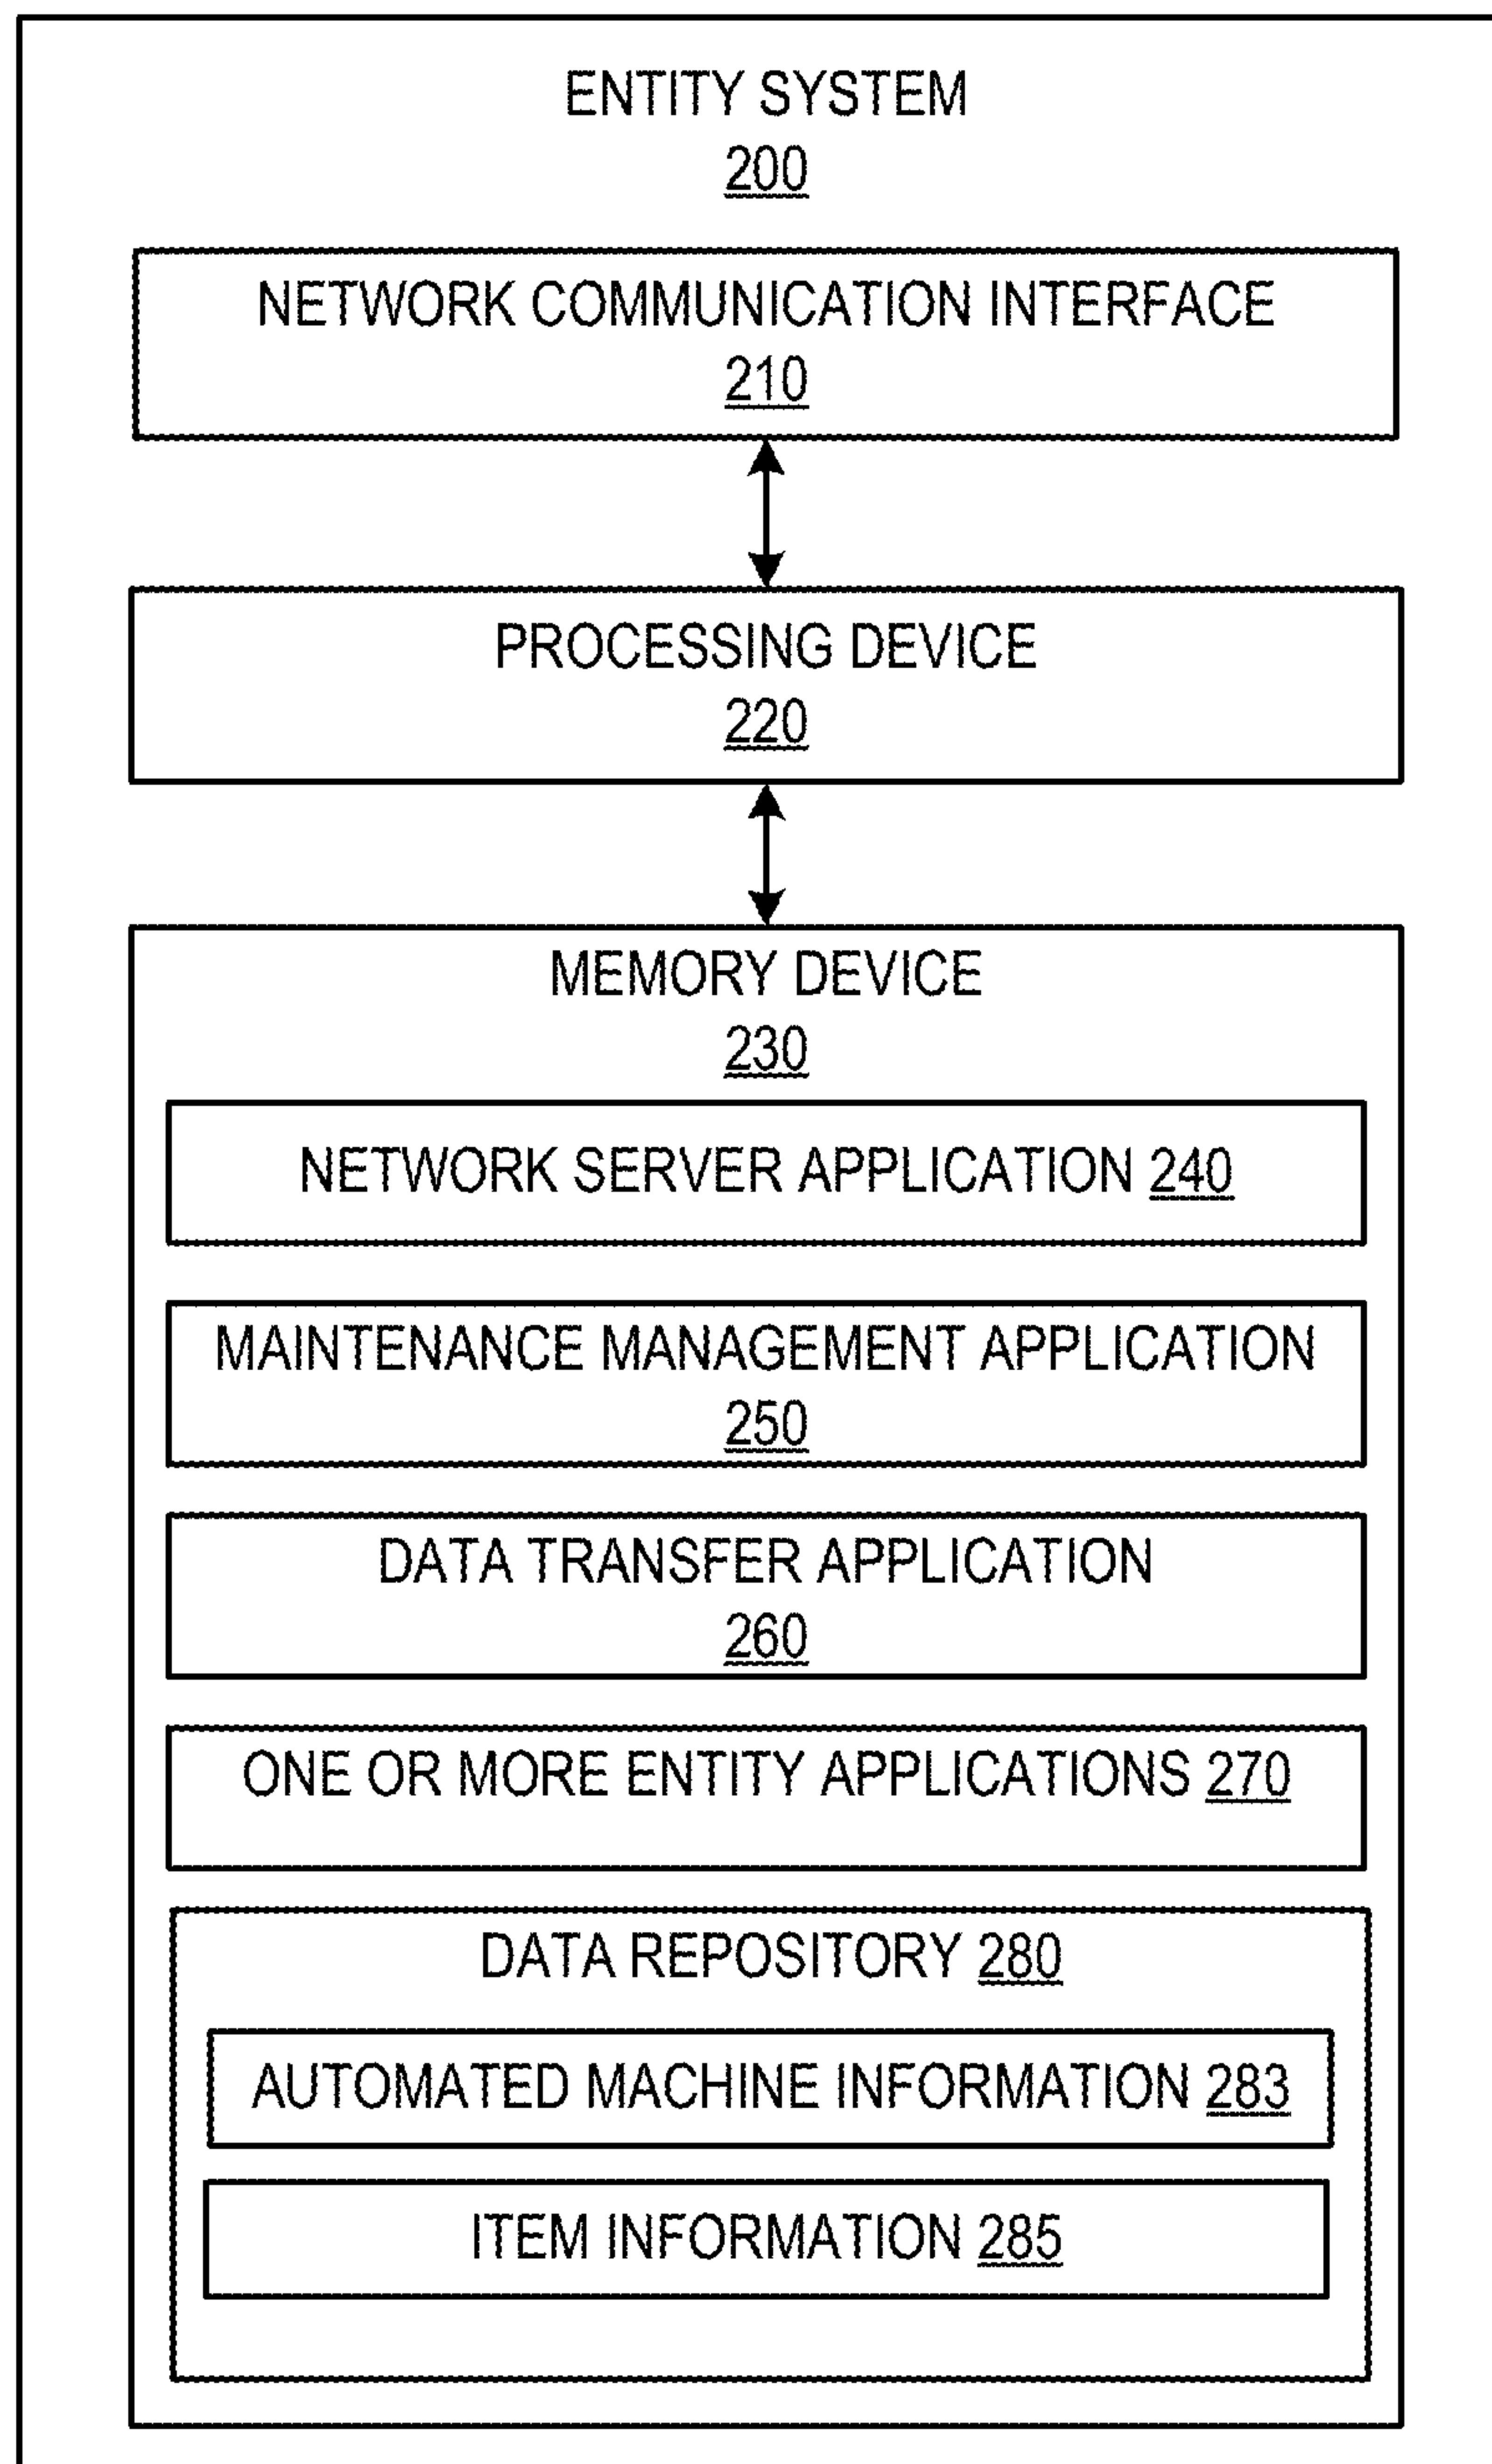 ENTITY SYSTEM
200
NETWORK COMMUNICATION INTERFACE
210
PROCESSING DEVICE
220
MEMORY DEVICE
230
NETWORK SERVER APPLICATION 240
MAINTENANCE MANAGEMENT APPLICATION
250
DATA TRANSFER APPLICATION
260
ONE OR MORE ENTITY APPLICATIONS 270
DATA REPOSITORY 280
AUTOMATED MACHINE INFORMATION 283
ITEM INFORMATION 285